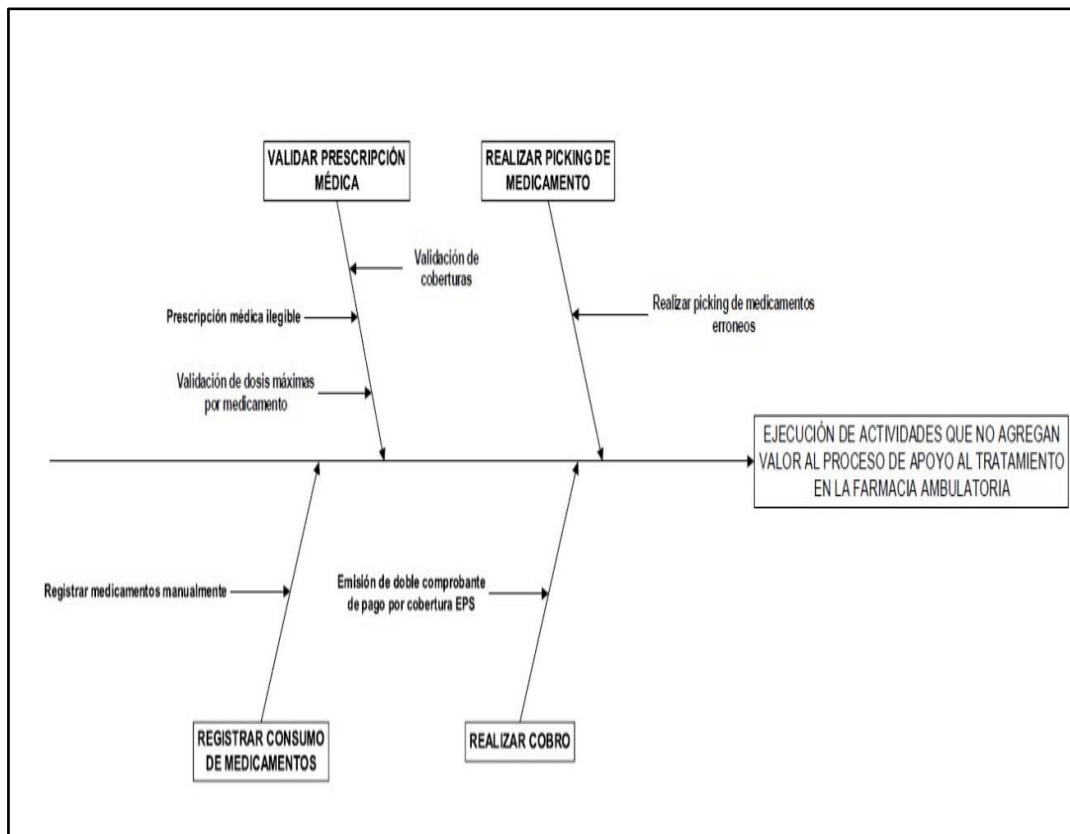 VALIDAR PRESCRIPCIÓN
MÉDICA
REALIZAR PICKING DE
MEDICAMENTO
Validación de
coberturas
Prescripción médica ilegible
Realizar picking de medicamentos
erroneos
Validación de dosis máximas
por medicamento
EJECUCIÓN DE ACTIVIDADES QUE NO AGREGAN
VALOR AL PROCESO DE APOYO AL TRATAMIENTO
EN LA FARMACIA AMBULATORIA
Registrar medicamentos manualmente
Emisión de doble comprobante
de pago por cobertura EPS
REGISTRAR CONSUMO
DE MEDICAMENTOS
REALIZAR COBRO